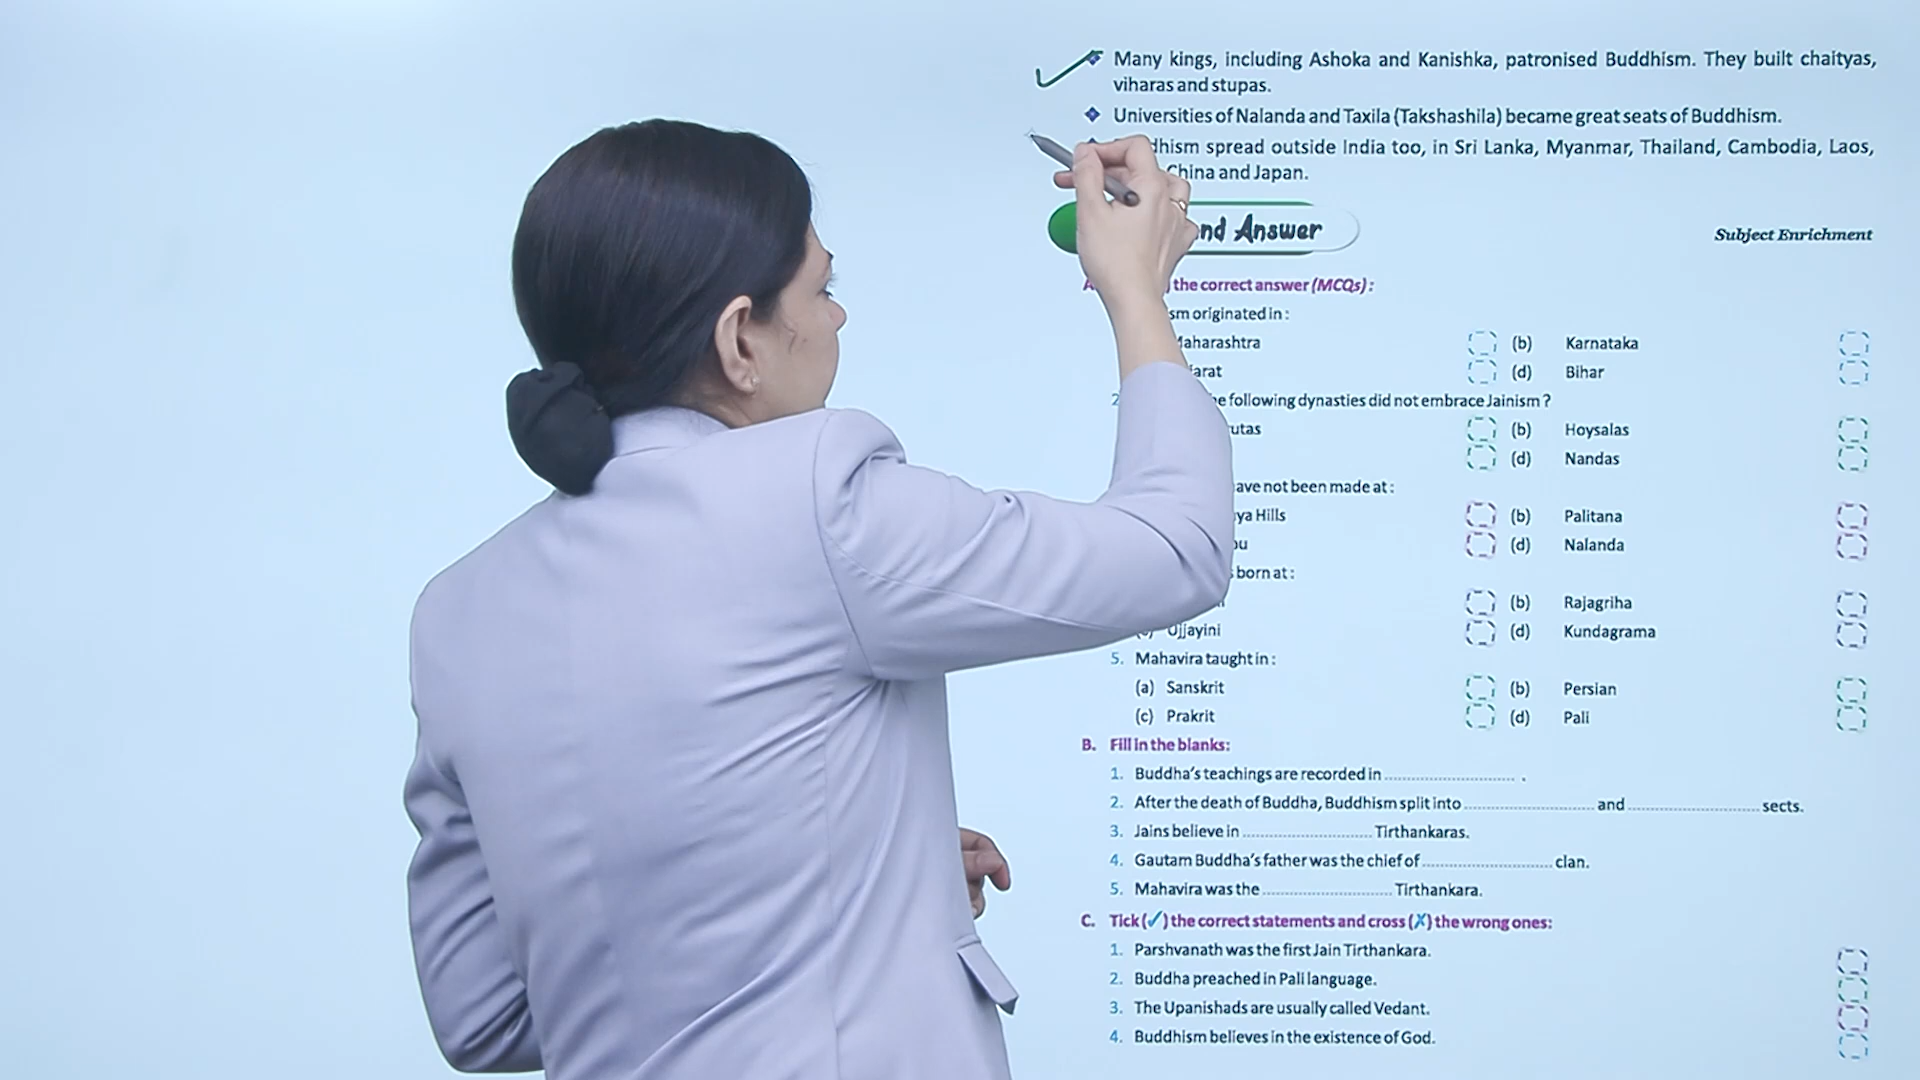 Many kings, including Ashoka and Kanishka, patronised Buddhism. They built chaityas,
viharas and stupas.
Universities of Nalanda and Taxila (Takshashila) became great seats of Buddhism.
spread outside India too, in Sri Lanka, Myanmar, Thailand, Cambodia, Laos,
China and Japan.
Answer
Subject Enrichment
the correct answer (MCQs) :
originated in :
Maharashtra (b) Karnataka
(d) Bihar
following dynasties did not embrace Jainism ?
(b) Hoysalas
(d) Nandas
not been made at :
Hills (b) Palitana
(d) Nalanda
born at :
(b) Rajagriha
Ujjayini (d) Kundagrama
5. Mahavira taught in :
(a) Sanskrit (b) Persian
(c) Prakrit (d) Pali
B. Fill in the blanks:
1. Buddha's teachings are recorded in .............................. .
2. After the death of Buddha, Buddhism split into .............................. and .............................. sects.
3. Jains believe in .............................. Tirthankaras.
4. Gautam Buddha's father was the chief of .............................. clan.
5. Mahavira was the .............................. Tirthankara.
C. Tick (✓) the correct statements and cross (✗) the wrong ones:
1. Parshvanath was the first Jain Tirthankara.
2. Buddha preached in Pali language.
3. The Upanishads are usually called Vedant.
4. Buddhism believes in the existence of God.